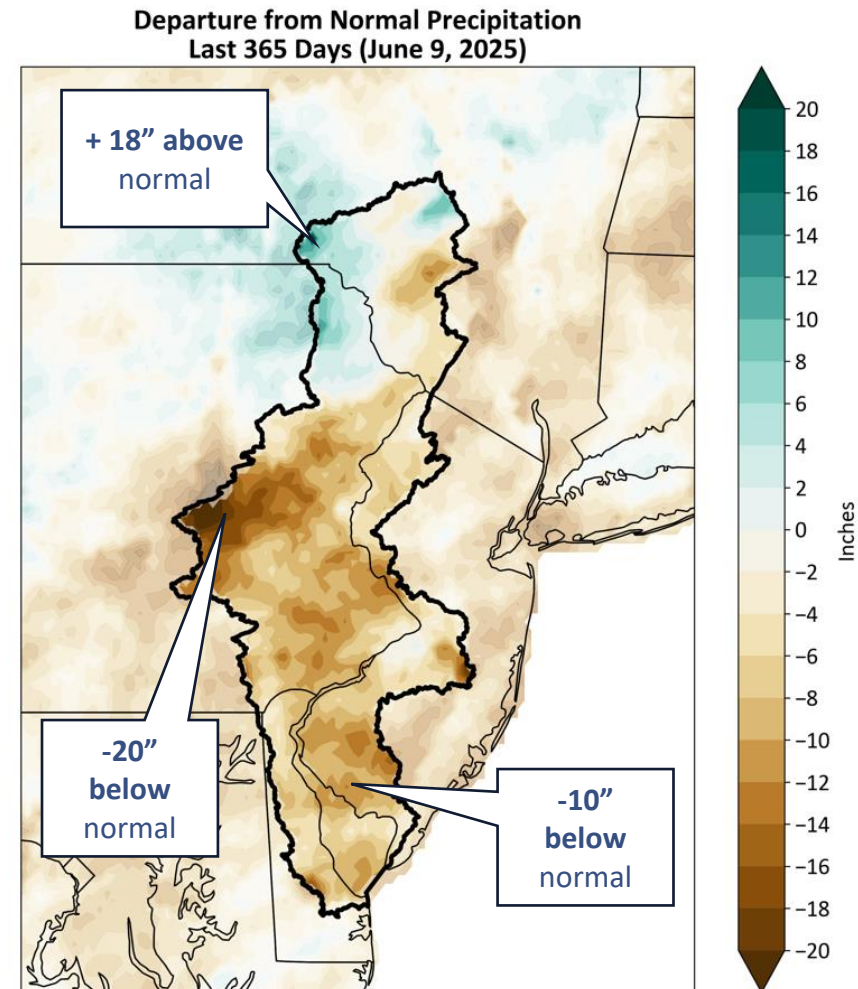 Departure from Normal Precipitation
Last 365 Days (June 9, 2025)
+ 18” above
normal
-20”
below
normal
-10”
below
normal
20
18
16
14
12
10
8
6
4
2
0
−2
−4
−6
−8
−10
−12
−14
−16
−18
−20
Inches